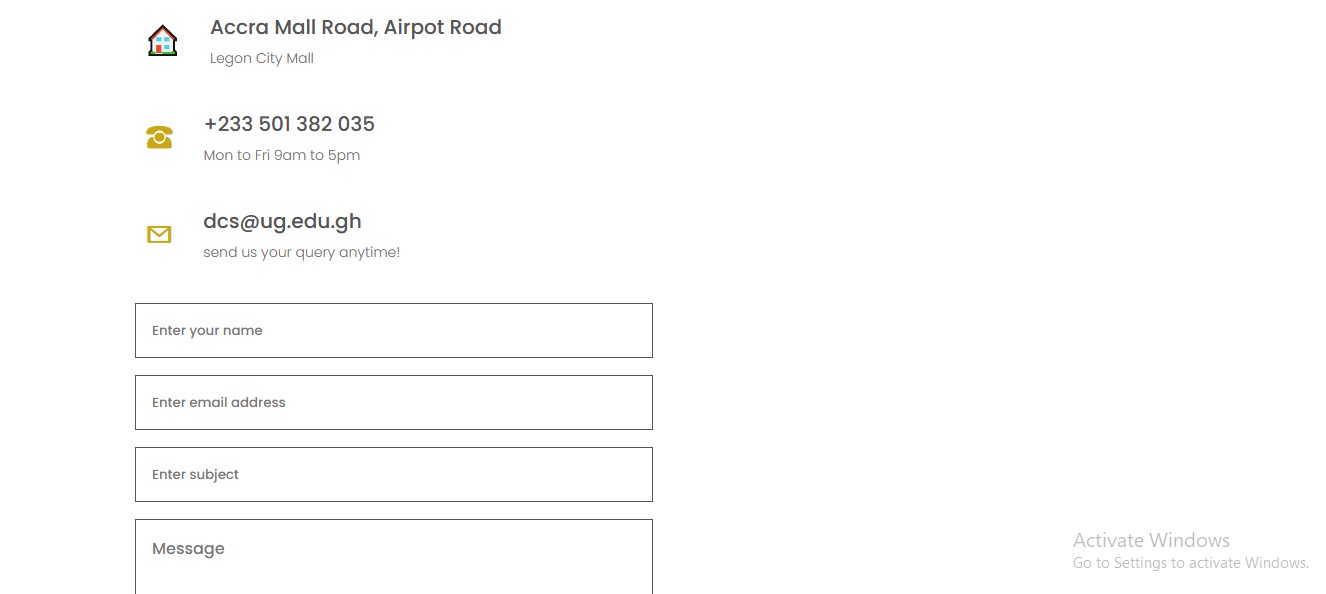 Accra Mall Road, Airpot Road
Legon City Mall
+233 501 382 035
Mon to Fri 9am to 5pm
dcs@ug.edu.gh
send us your query anytime!
Enter your name
Enter email address
Enter subject
Message
Activate Windows
Go to Settings to activate Windows.